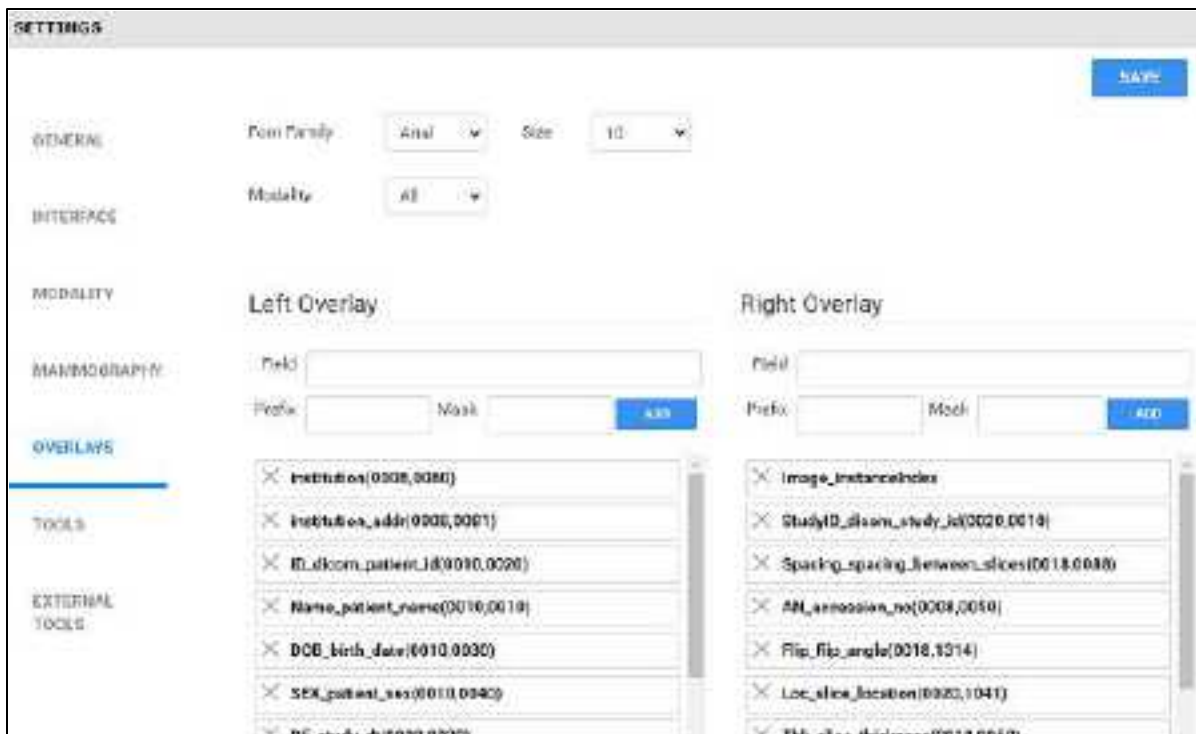 SETTINGS
SAVE
GENERAL
Font Family Arial Size 10
Modality All
INTERFACE
MODALITY
Left Overlay Right Overlay
MAMMOGRAPHY
Field Field
Prefix Mask ADD Prefix Mask ADD
OVERLAYS
institution(0008,0080) Image_InstanceIndex
institution_addr(0008,0081) StudyID_dicom_study_id(0020,0010)
TOOLS
ID_dicom_patient_id(0010,0020) Spacing_spacing_between_slices(0018,0088)
EXTERNAL TOOLS
Name_patient_name(0010,0010) AN_accession_no(0008,0050)
DOB_birth_date(0010,0030) Flip_flip_angle(0018,1314)
SEX_patient_sex(0010,0040) Loc_slice_location(0020,1041)